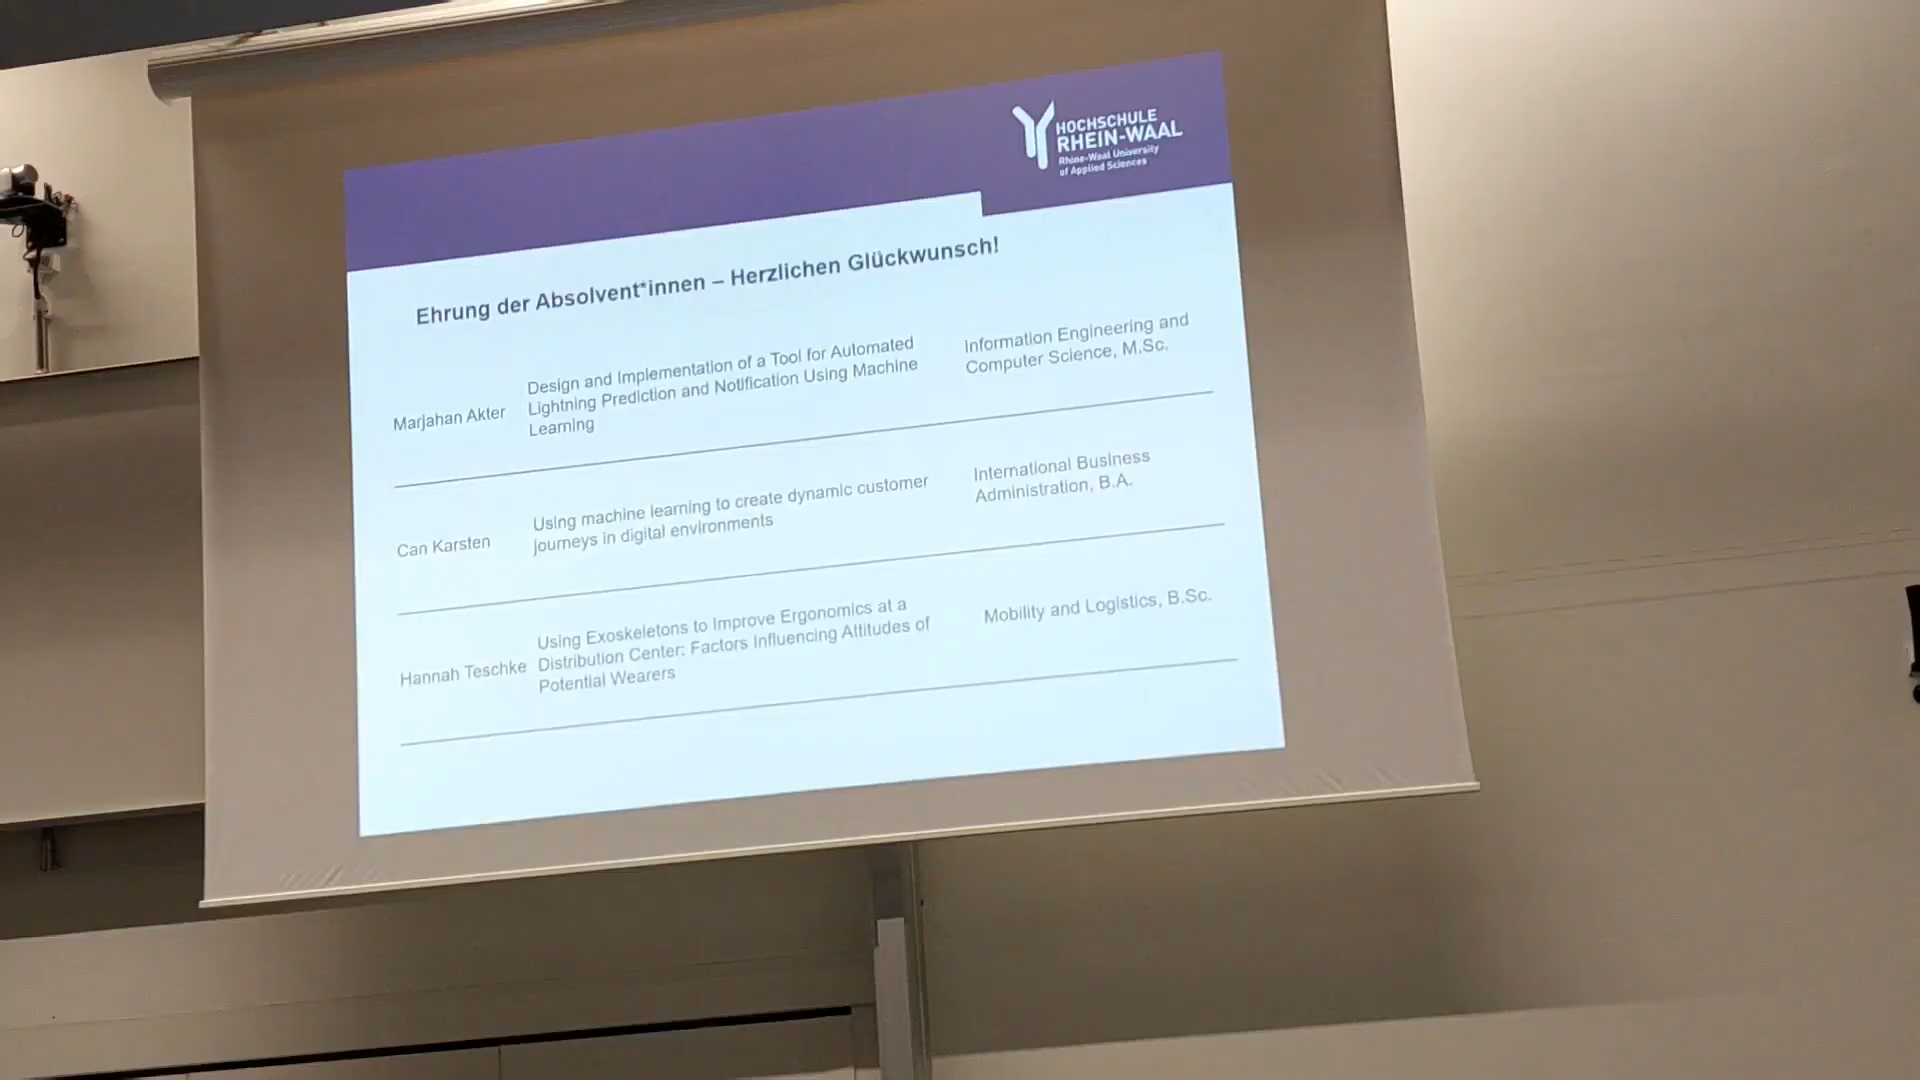 HOCHSCHULE
RHEIN-WAAL
Rhine-Waal University
of Applied Sciences
Ehrung der Absolvent*innen – Herzlichen Glückwunsch!
Marjahan Akter
Design and Implementation of a Tool for Automated
Lightning Prediction and Notification Using Machine
Learning
Information Engineering and
Computer Science, M.Sc.
Can Karsten
Using machine learning to create dynamic customer
journeys in digital environments
International Business
Administration, B.A.
Hannah Teschke
Using Exoskeletons to Improve Ergonomics at a
Distribution Center: Factors Influencing Attitudes of
Potential Wearers
Mobility and Logistics, B.Sc.